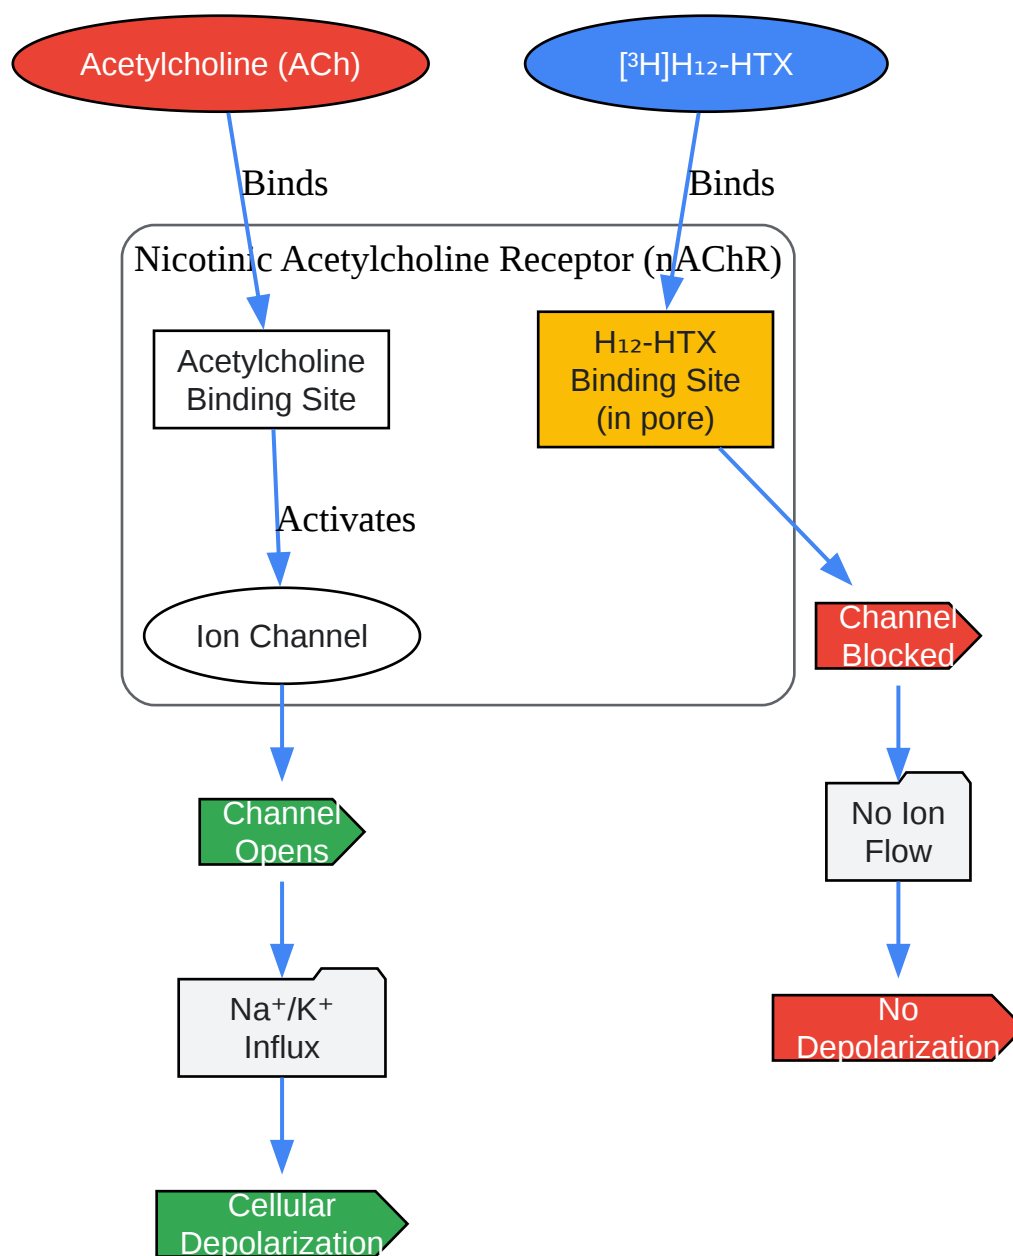 Acetylcholine (ACh)
[³H]H₁₂-HTX
Binds
Binds
Nicotinic Acetylcholine Receptor (nAChR)
Acetylcholine
Binding Site
H₁₂-HTX
Binding Site
(in pore)
Activates
Ion Channel
Channel
Blocked
Channel
Opens
No Ion
Flow
Na⁺/K⁺
Influx
No
Depolarization
Cellular
Depolarization